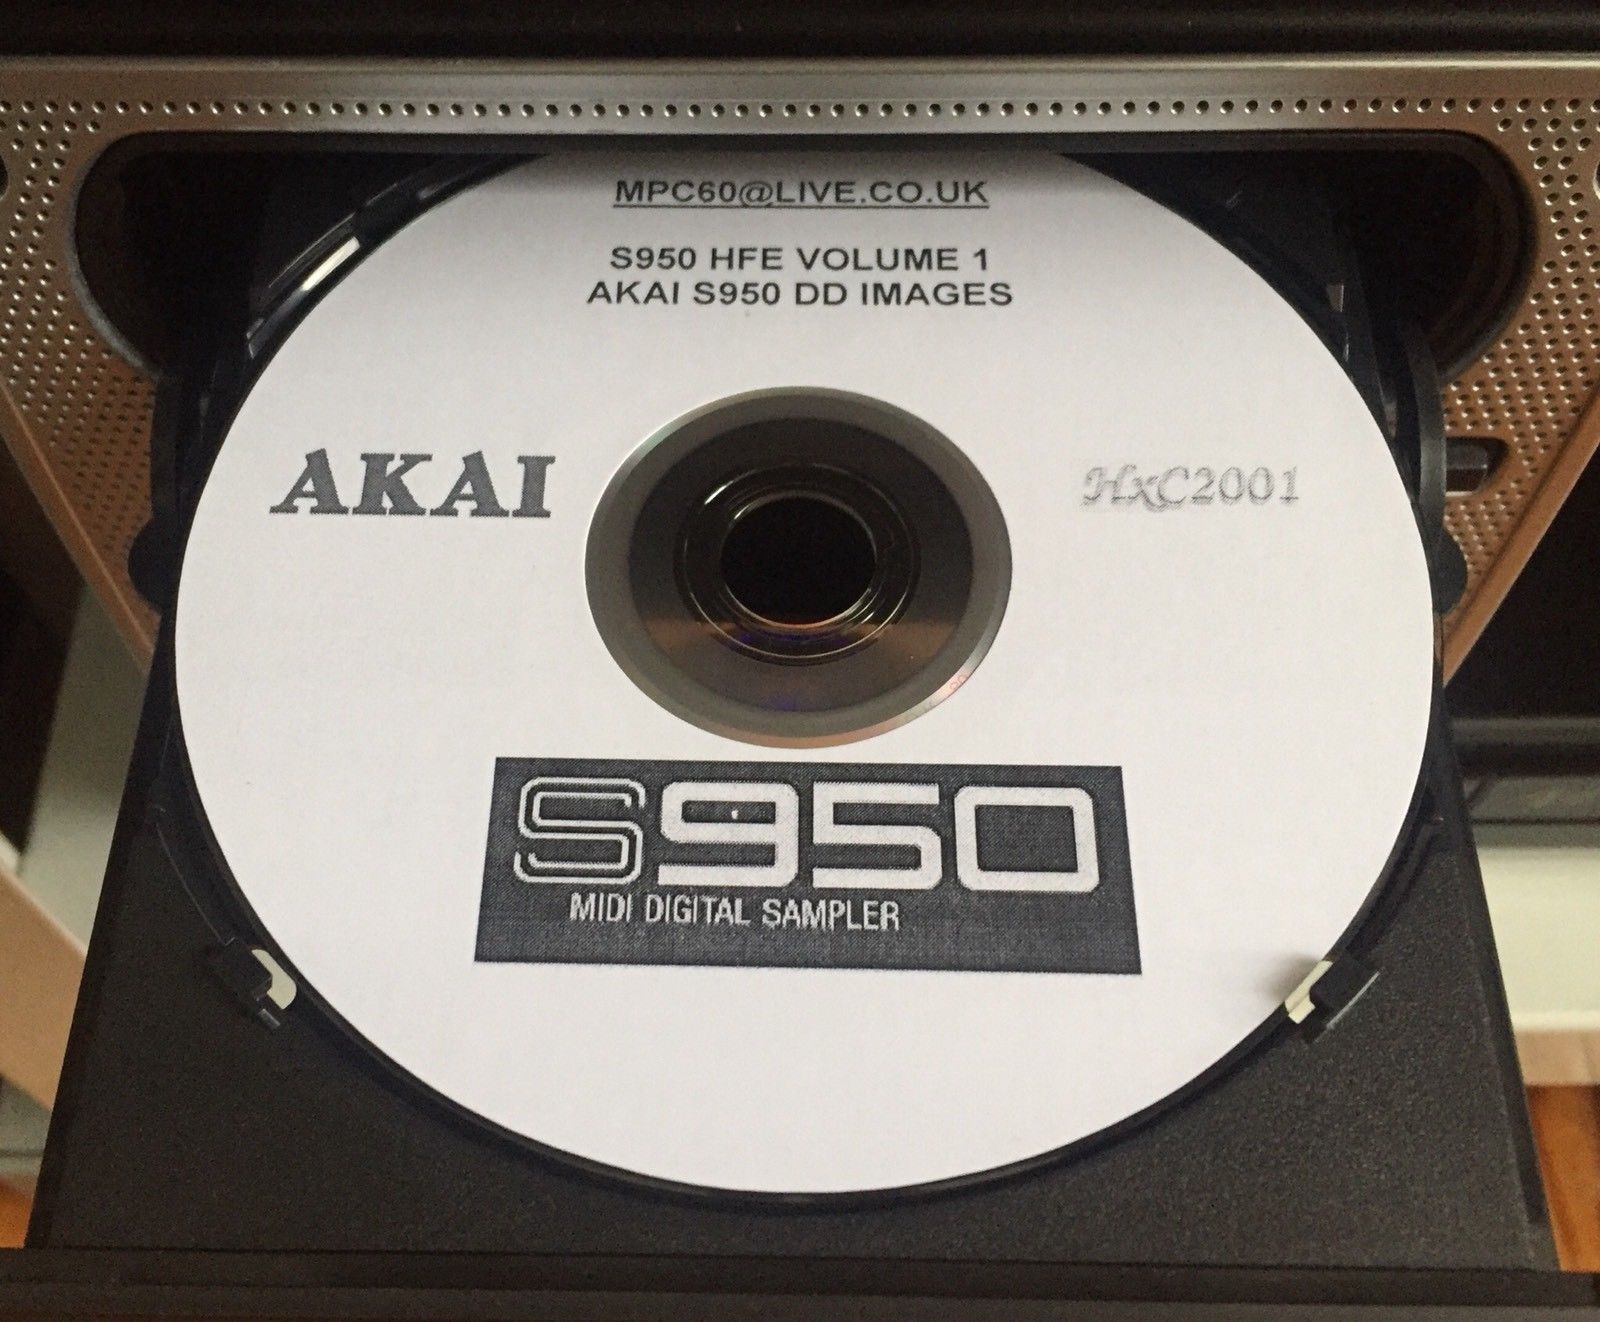 MPC60@LIVE.CO.UK
S950 HFE VOLUME 1
AKAI S950 DD IMAGES
AKAI
HxC2001
S950
MIDI DIGITAL SAMPLER